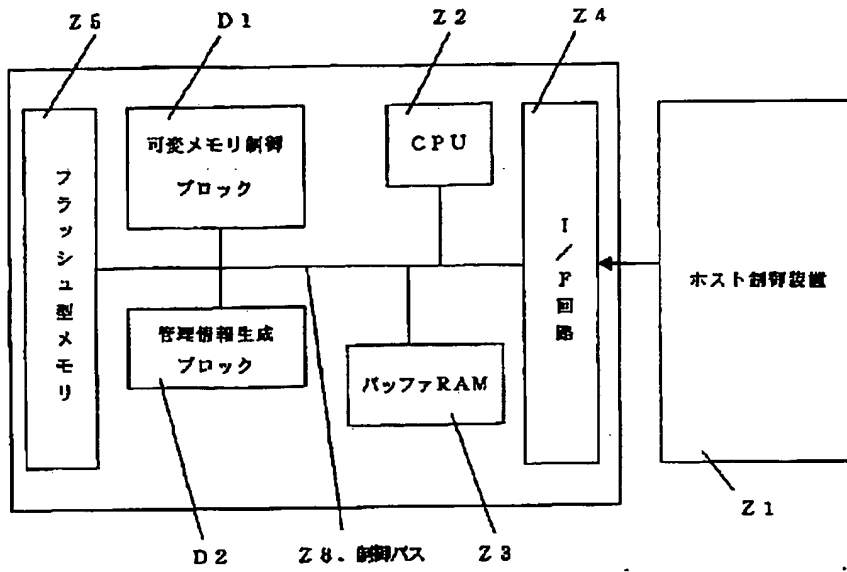 Z5
D1
Z2
Z4
可変メモリ制御
ブロック
CPU
フラッシュ型メモリ
I/F回路
ホスト制御装置
管理情報生成
ブロック
バッファRAM
Z1
D2
Z8、制御バス
Z3